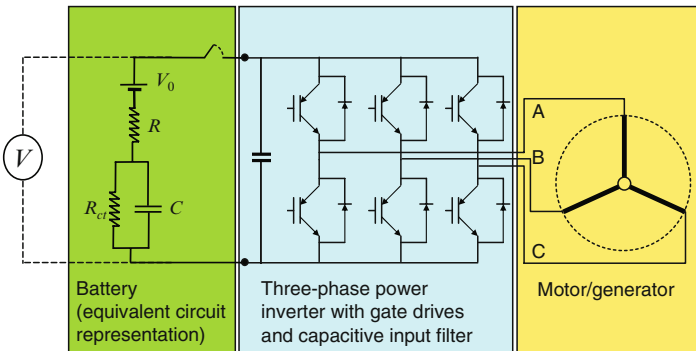 V
V0
R
Rct
C
A
B
C
Battery
(equivalent circuit
representation)
Three-phase power
inverter with gate drives
and capacitive input filter
Motor/generator